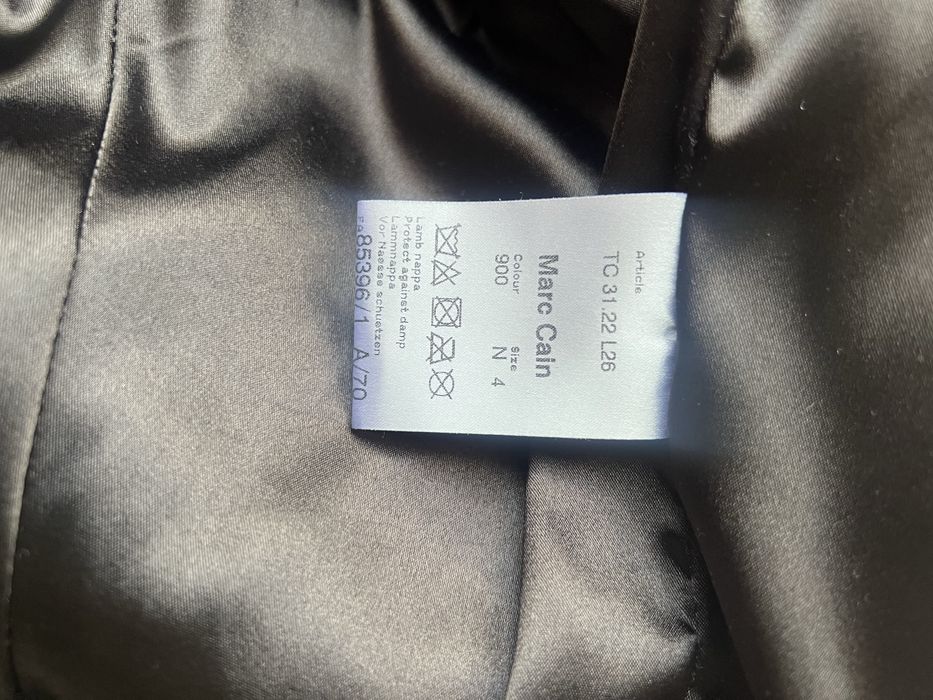 Article
TC 31.22 L26
Marc Cain
Colour Size
900 N 4
Lamb nappa
Protect against damp
Lammnappa
Vor Naesse schuetzen
FA85396/1 A/70